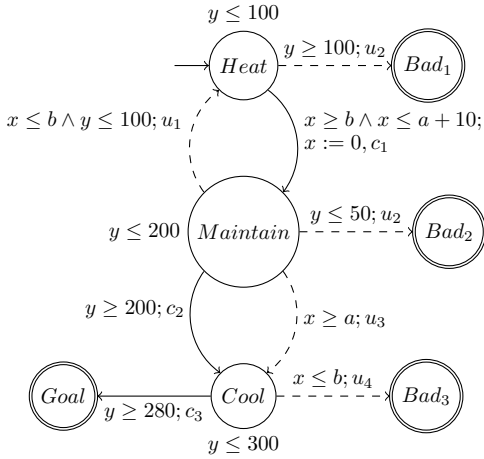 y ≤ 100
Heat
y ≥ 100; u₂
Bad₁
x ≤ b ∧ y ≤ 100; u₁
x ≥ b ∧ x ≤ a + 10;
x := 0, c₁
y ≤ 200
Maintain
y ≤ 50; u₂
Bad₂
y ≥ 200; c₂
x ≥ a; u₃
Goal
y ≥ 280; c₃
Cool
x ≤ b; u₄
Bad₃
y ≤ 300